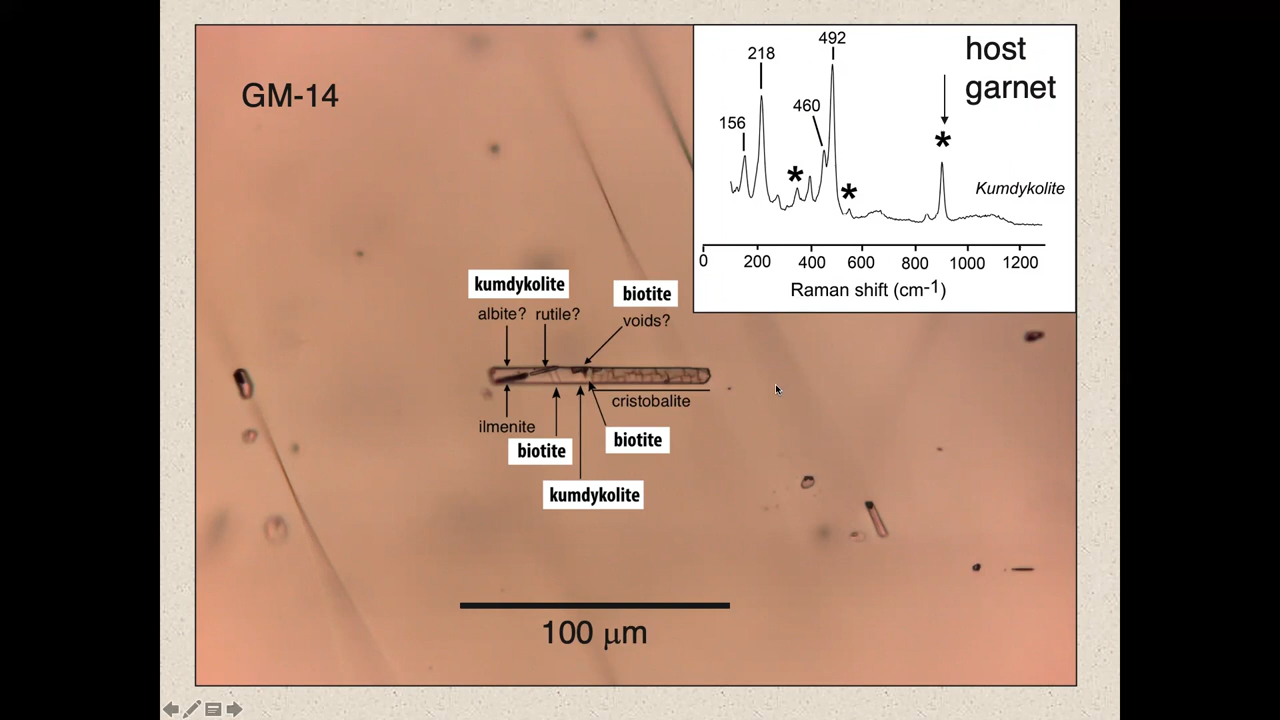 GM-14
492
218
460
156
host
garnet
*
*
*
Kumdykolite
0 200 400 600 800 1000 1200
Raman shift (cm-1)
kumdykolite
biotite
albite? rutile?
voids?
cristobalite
ilmenite
biotite
biotite
kumdykolite
100 μm